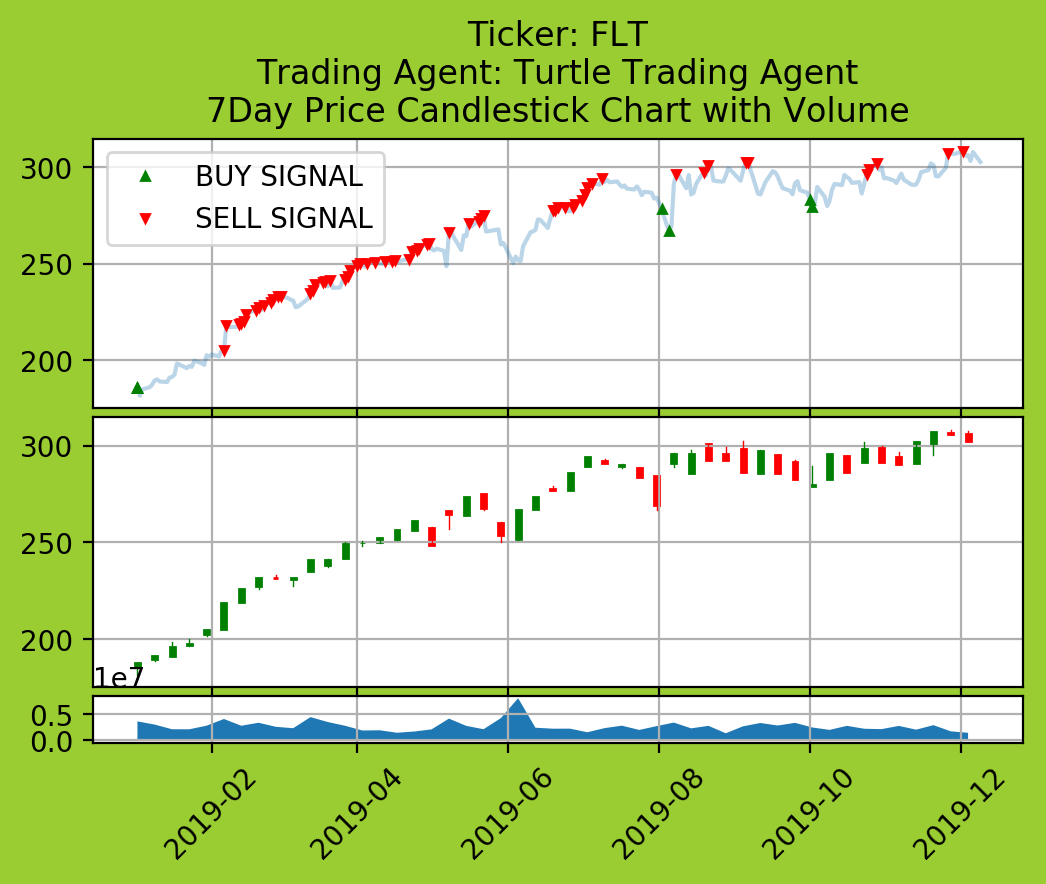 Ticker: FLT
Trading Agent: Turtle Trading Agent
7Day Price Candlestick Chart with Volume
300
250
200
BUY SIGNAL
SELL SIGNAL
300
250
200
1e7
0.5
0.0
2019-02
2019-04
2019-06
2019-08
2019-10
2019-12